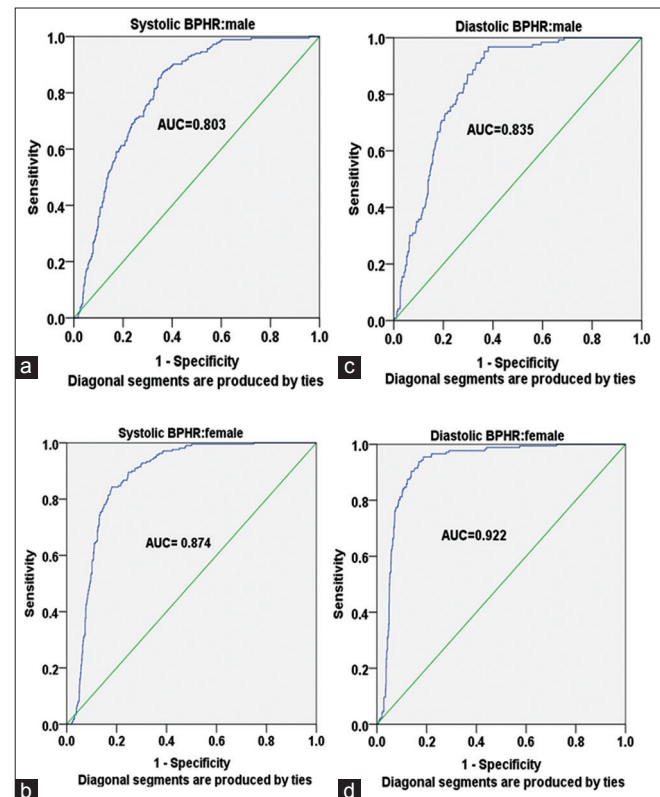 Systolic BPHR:male
1.0
0.8
0.6
0.4
0.2
0.0
Sensitivity
AUC=0.803
0.0 0.2 0.4 0.6 0.8 1.0
1 - Specificity
Diagonal segments are produced by ties
a
Diastolic BPHR:male
1.0
0.8
0.6
0.4
0.2
0.0
Sensitivity
AUC=0.835
0.0 0.2 0.4 0.6 0.8 1.0
1 - Specificity
Diagonal segments are produced by ties
c
Systolic BPHR:female
1.0
0.8
0.6
0.4
0.2
0.0
Sensitivity
AUC= 0.874
0.0 0.2 0.4 0.6 0.8 1.0
1 - Specificity
Diagonal segments are produced by ties
b
Diastolic BPHR:female
1.0
0.8
0.6
0.4
0.2
0.0
Sensitivity
AUC=0.922
0.0 0.2 0.4 0.6 0.8 1.0
1 - Specificity
Diagonal segments are produced by ties
d